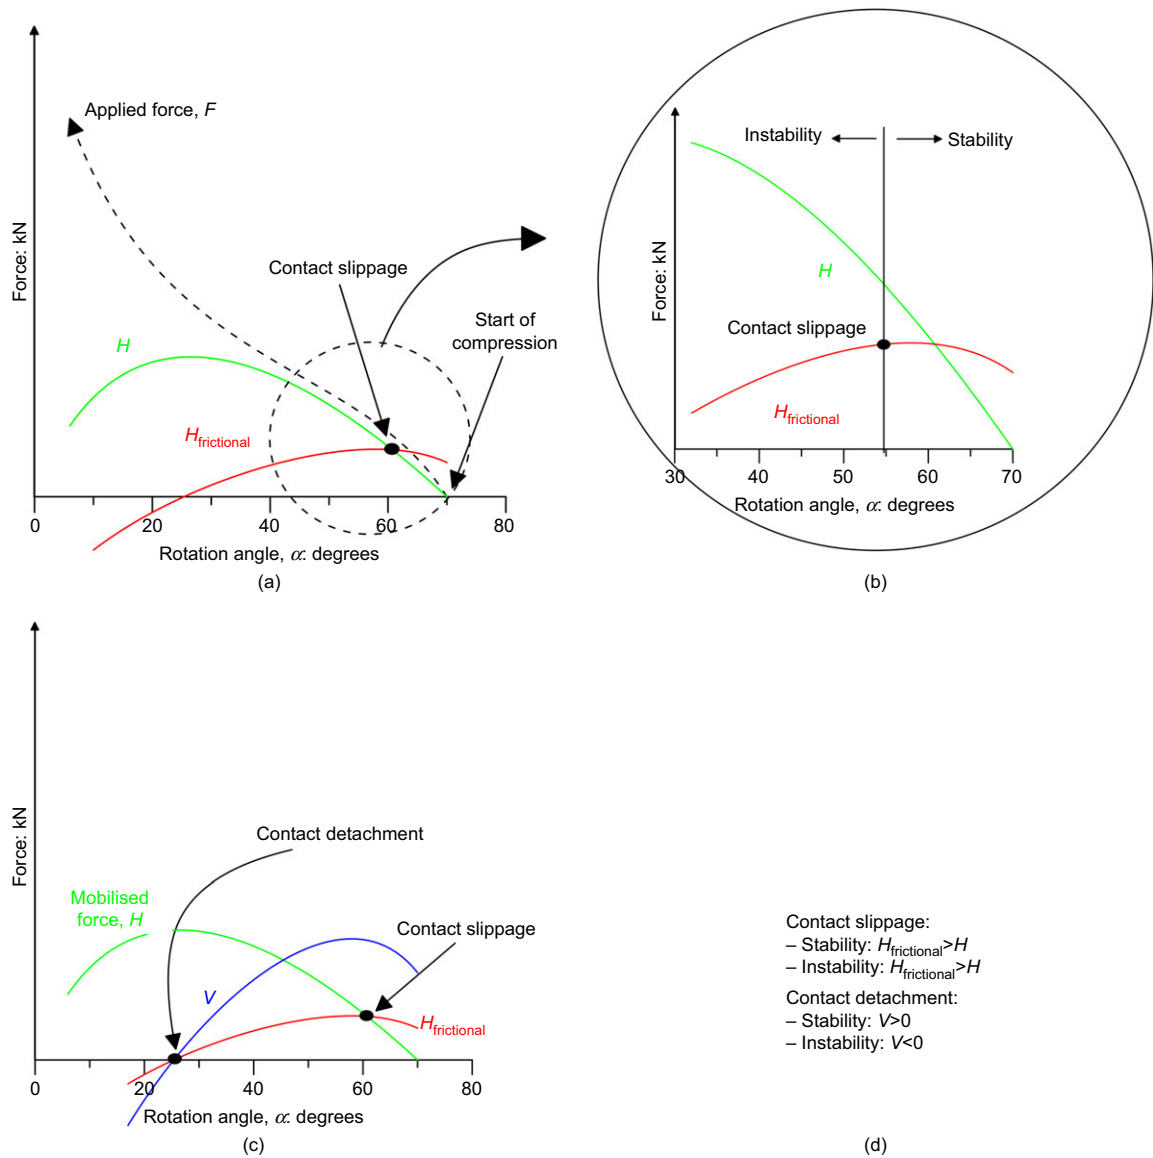 Applied force, F
Force: kN
Contact slippage
Start of
compression
H
Hfrictional
0
20
40
60
80
Rotation angle, α: degrees
(a)
Instability
Stability
Force: kN
H
Contact slippage
Hfrictional
30
40
50
60
70
Rotation angle, α: degrees
(b)
Force: kN
Contact detachment
Mobilised
force, H
Contact slippage
V
Hfrictional
0
20
40
60
80
Rotation angle, α: degrees
(c)
Contact slippage:
– Stability: Hfrictional>H
– Instability: Hfrictional>H
Contact detachment:
– Stability: V>0
– Instability: V<0
(d)